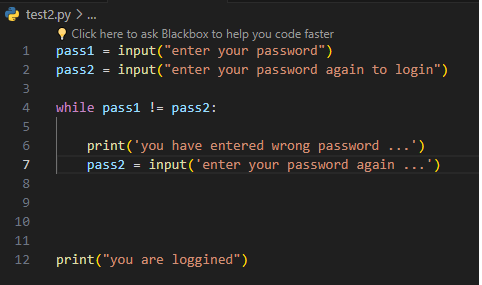 test2.py > ...
Click here to ask Blackbox to help you code faster
1 pass1 = input("enter your password")
2 pass2 = input("enter your password again to login")
3
4 while pass1 != pass2:
5
6 print('you have entered wrong password ...')
7 pass2 = input('enter your password again ...')
8
9
10
11
12 print("you are loggined")